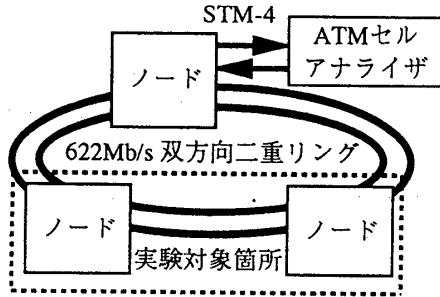 STM-4
ATMセル
アナライザ
ノード
622Mb/s 双方向二重リング
ノード
ノード
実験対象箇所